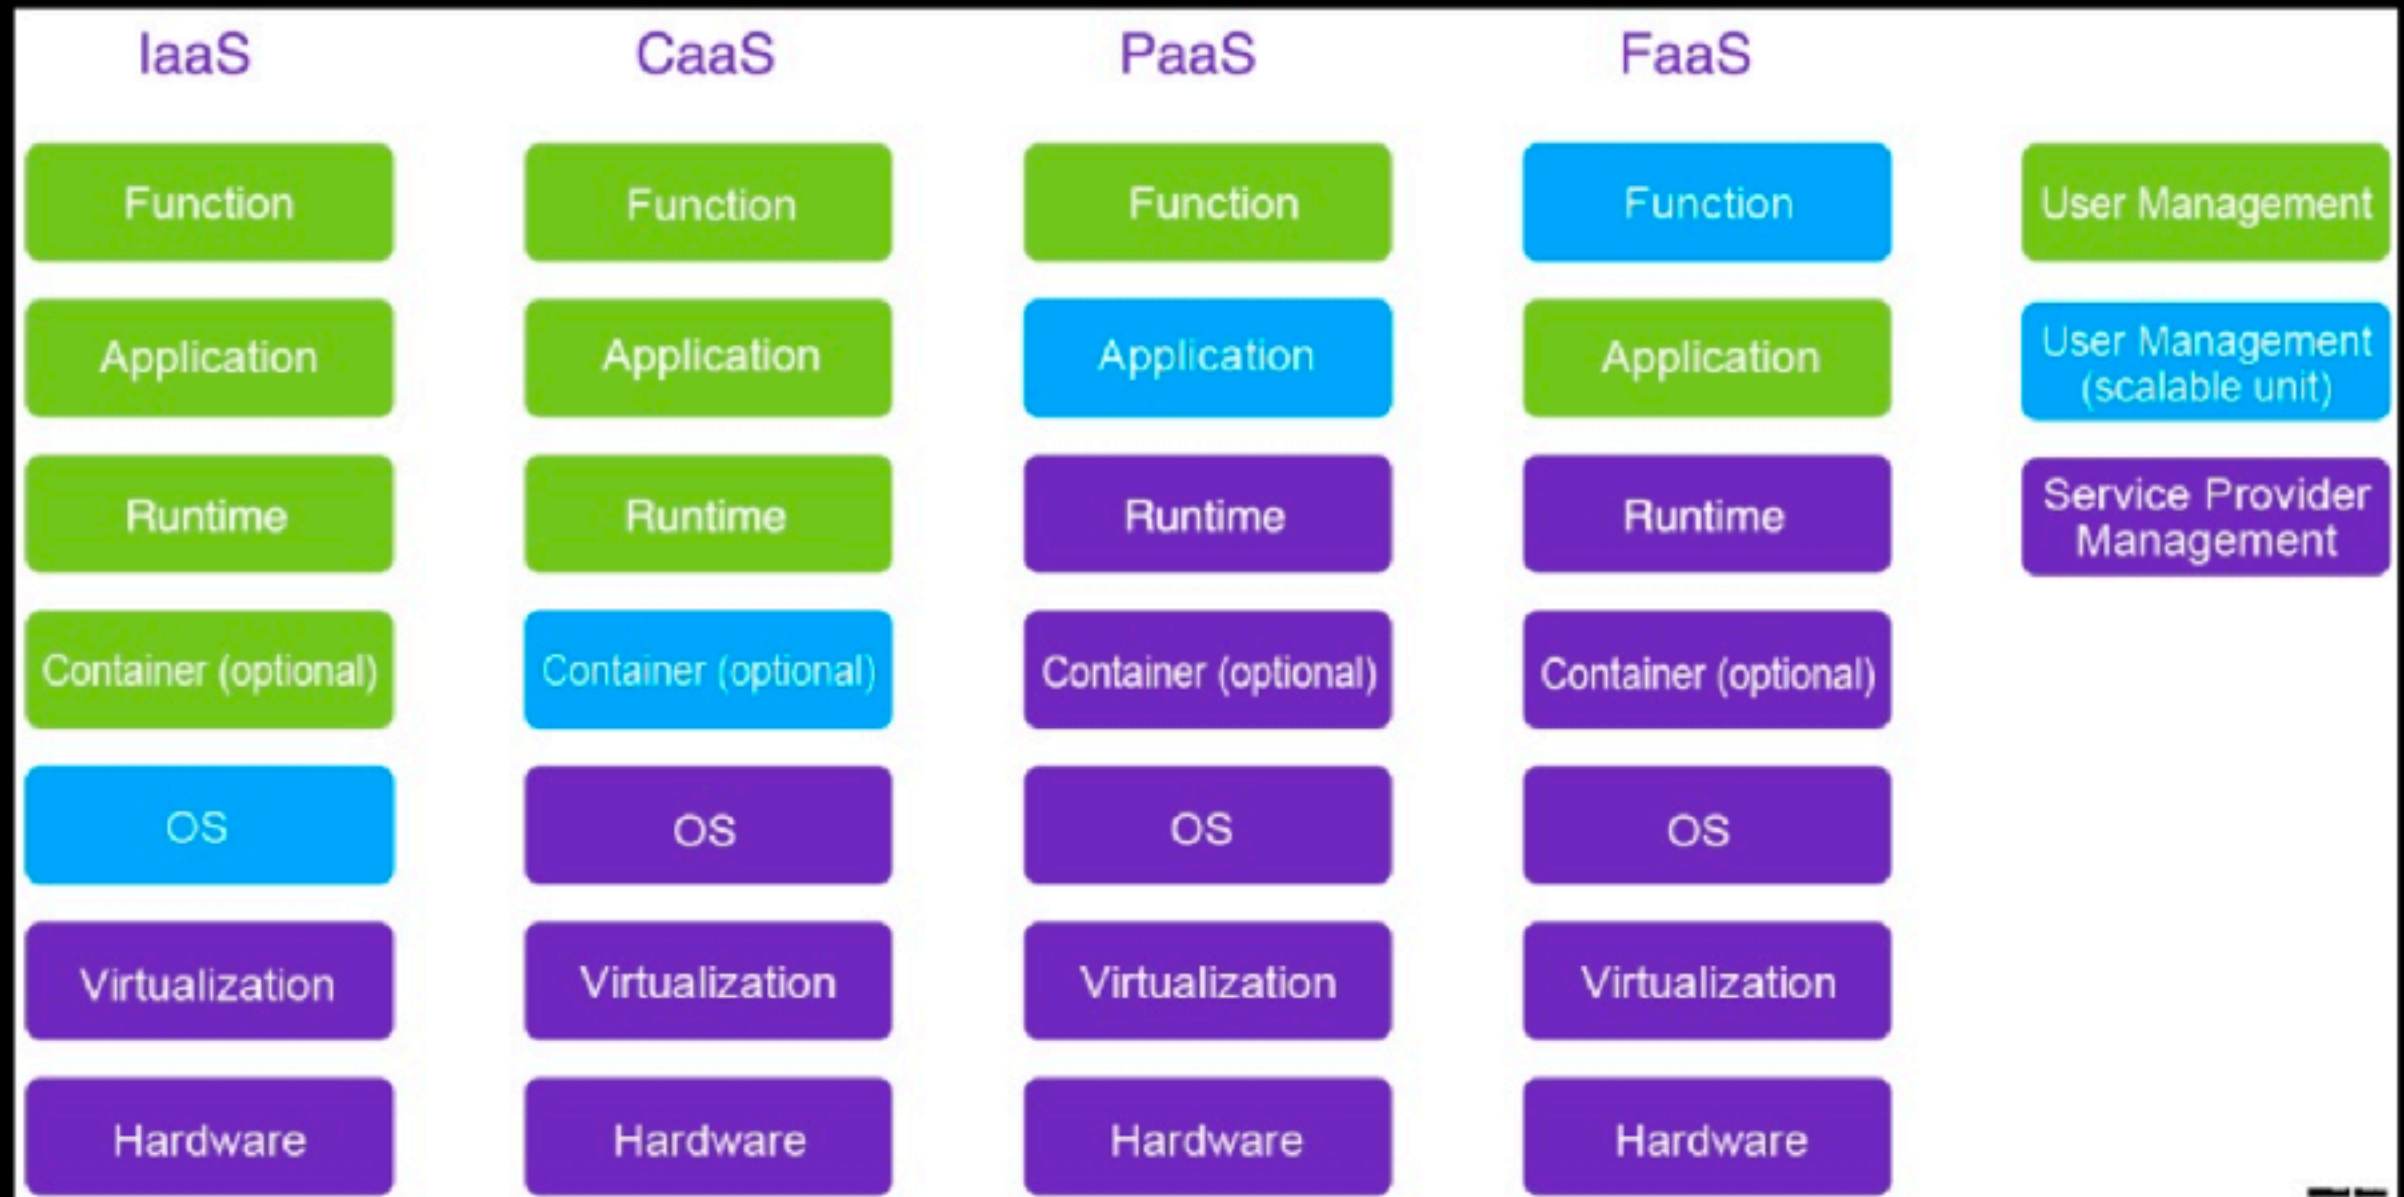 IaaS CaaS PaaS FaaS
Function Function Function Function User Management
Application Application Application Application User Management
(scalable unit)
Runtime Runtime Runtime Runtime Service Provider
Management
Container (optional) Container (optional) Container (optional) Container (optional)
OS OS OS OS
Virtualization Virtualization Virtualization Virtualization
Hardware Hardware Hardware Hardware